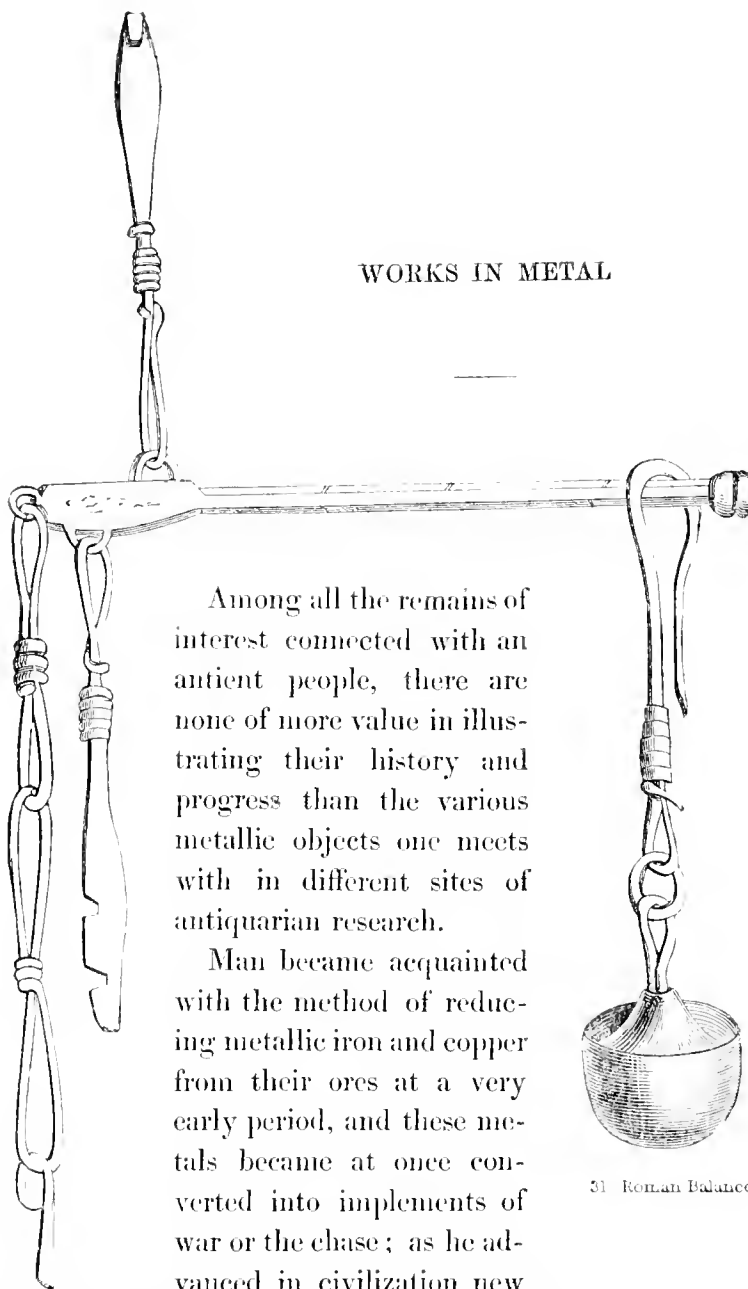 WORKS IN METAL
Among all the remains of
interest connected with an
antient people, there are
none of more value in illus-
trating their history and
progress than the various
metallic objects one meets
with in different sites of
antiquarian research.
Man became acquainted
with the method of reduc-
ing metallic iron and copper
from their ores at a very
early period, and these me-
tals became at once con-
verted into implements of
war or the chase; as he ad-
vanced in civilization new
31 Roman Balance